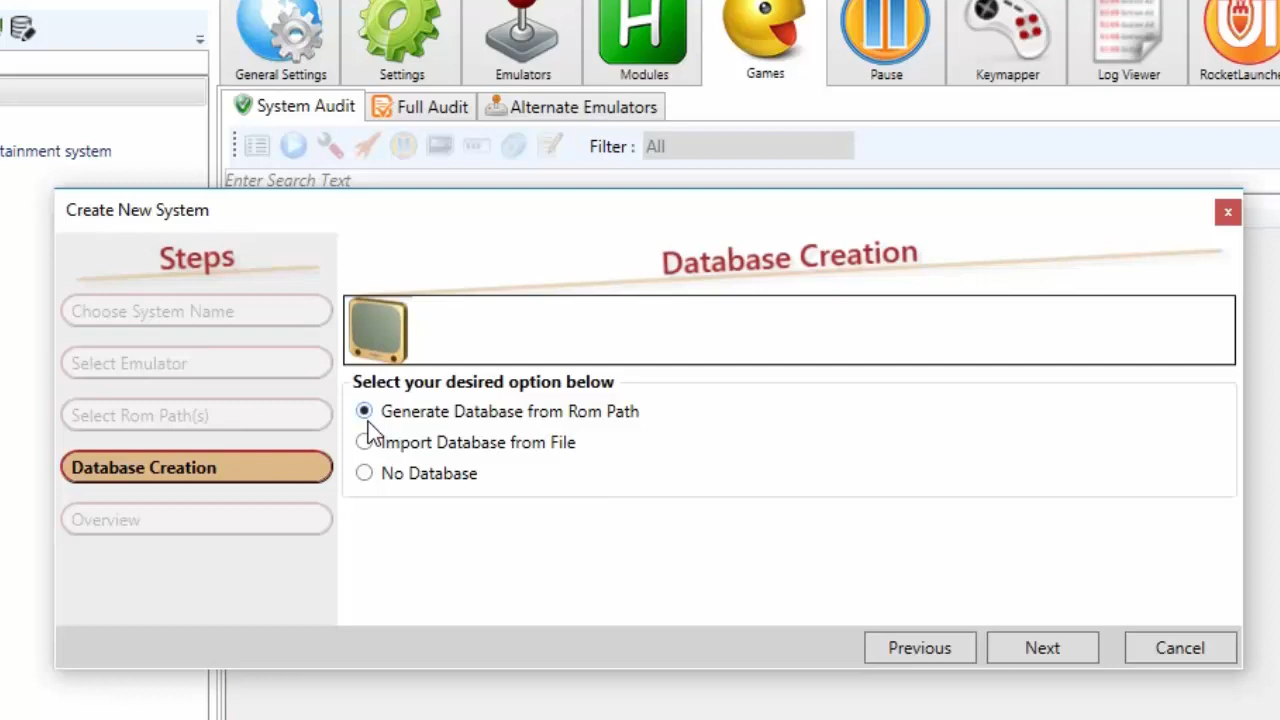 General Settings
Settings
Emulators
Modules
Games
Pause
Keymapper
Log Viewer
System Audit
Full Audit
Alternate Emulators
Filter :
All
tainment system
Enter Search Text
Create New System
x
Steps
Database Creation
Choose System Name
Select Emulator
Select Rom Path(s)
Database Creation
Overview
Select your desired option below
Generate Database from Rom Path
Import Database from File
No Database
Previous
Next
Cancel